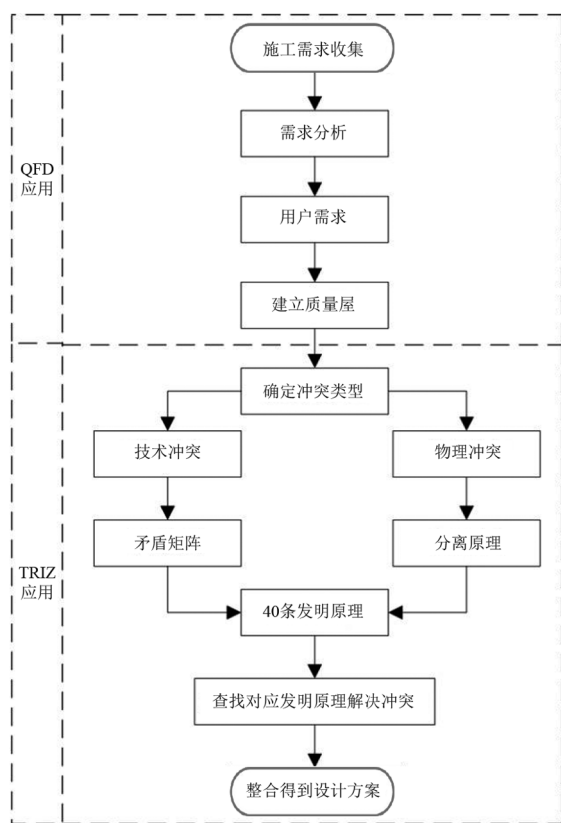 施工需求收集
需求分析
QFD
应用
用户需求
建立质量屋
确定冲突类型
技术冲突
物理冲突
矛盾矩阵
分离原理
TRIZ
应用
40条发明原理
查找对应发明原理解决冲突
整合得到设计方案